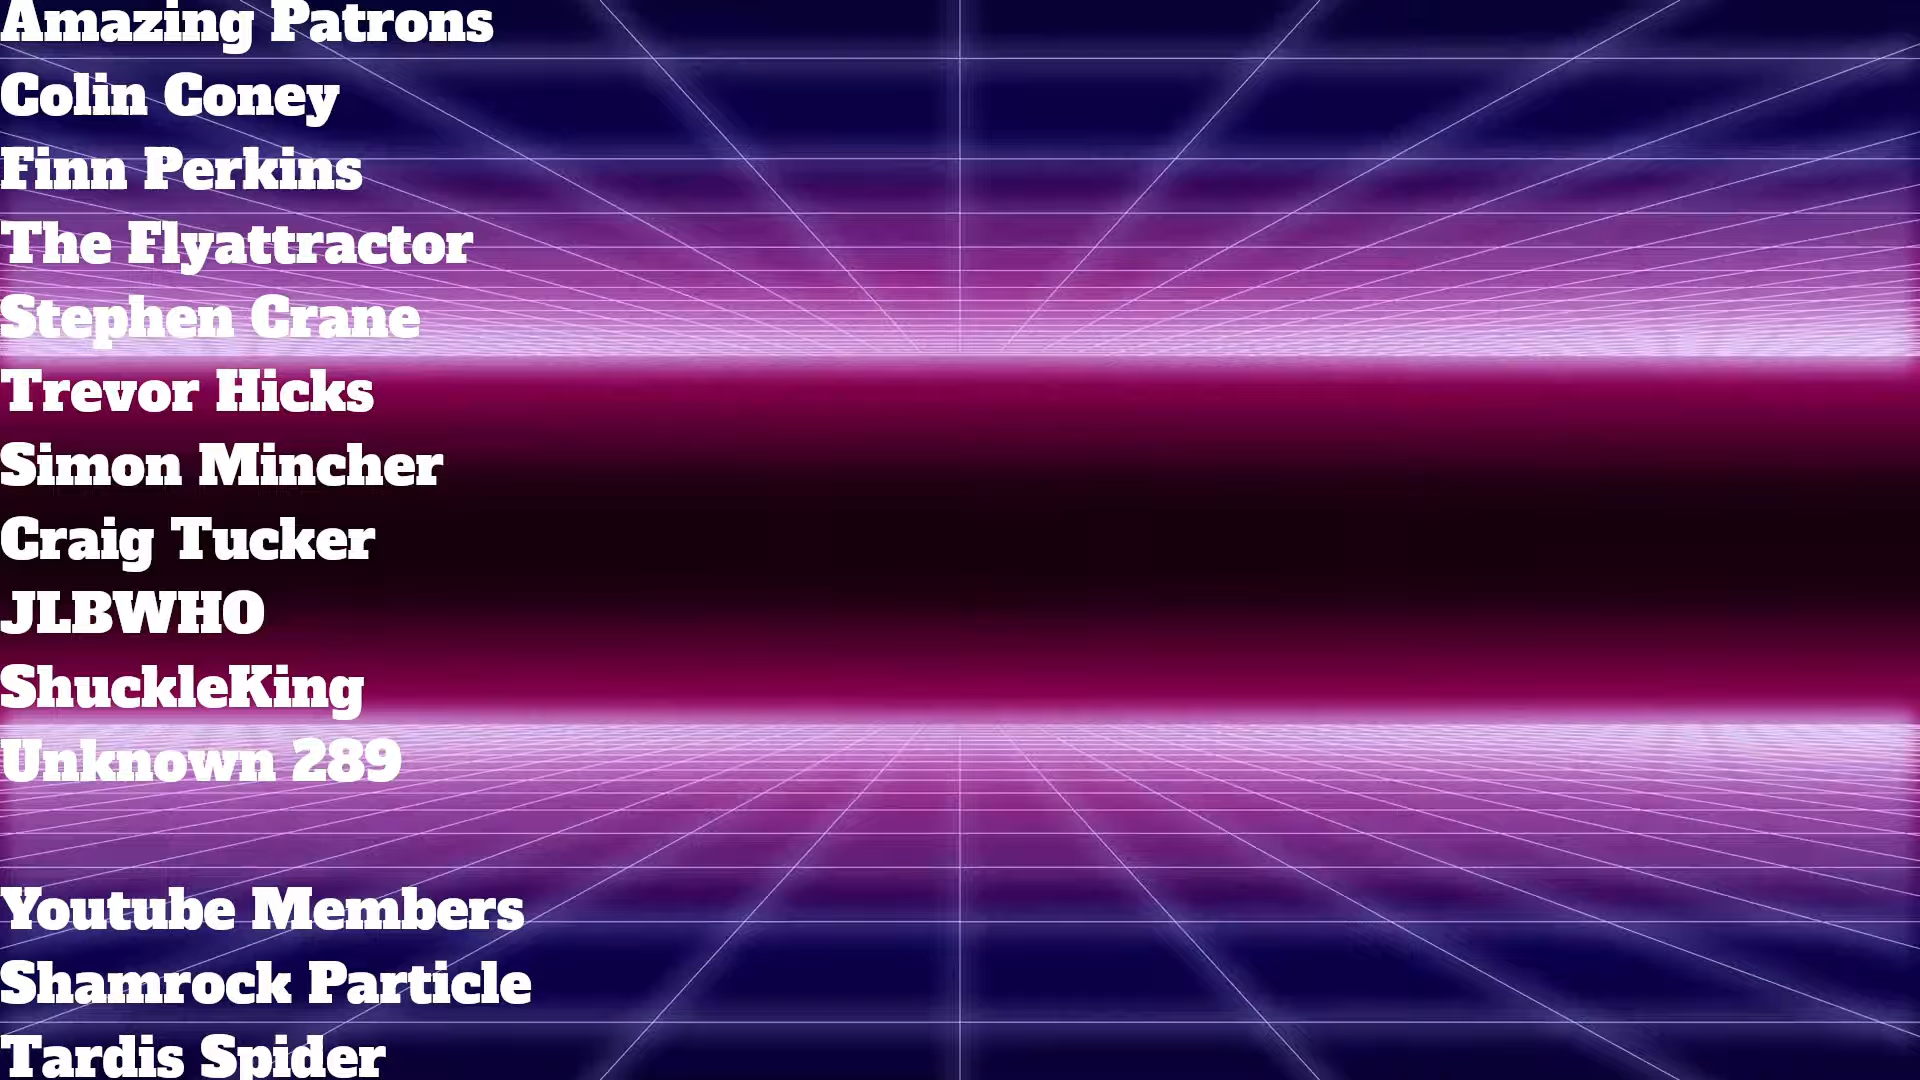 Amazing Patrons
Colin Coney
Finn Perkins
The Flyattractor
Stephen Crane
Trevor Hicks
Simon Mincher
Craig Tucker
JLBWHO
ShuckleKing
Unknown 289
Youtube Members
Shamrock Particle
Tardis Spider